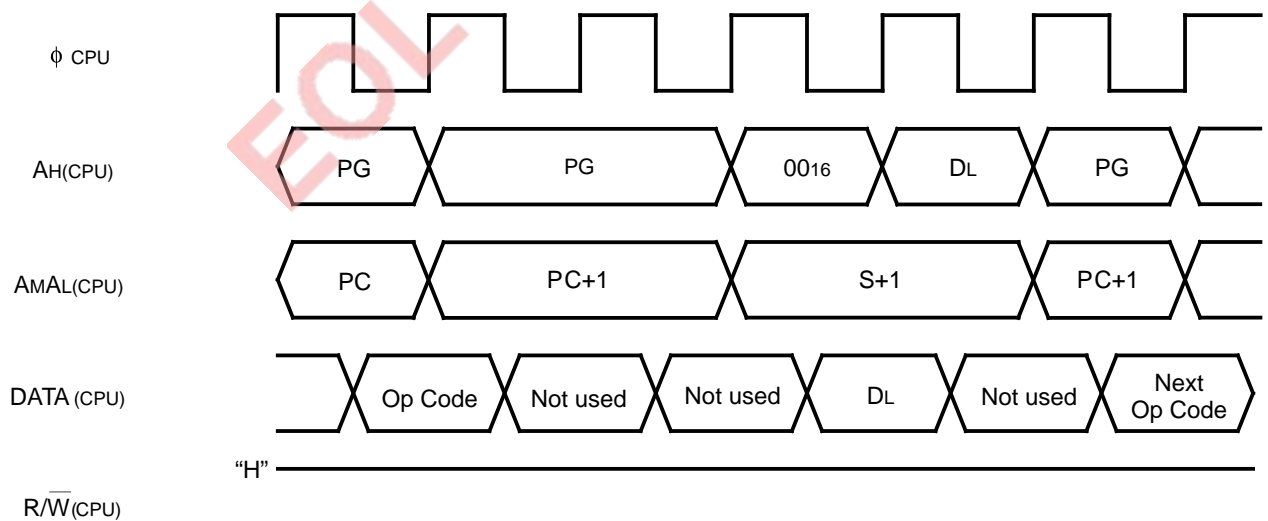 ϕ CPU
EOL
AH(CPU) PG PG 0016 DL PG
AMAL(CPU) PC PC+1 S+1 PC+1
DATA (CPU) Op Code Not used Not used DL Not used Next Op Code
“H”
R/W̅(CPU)